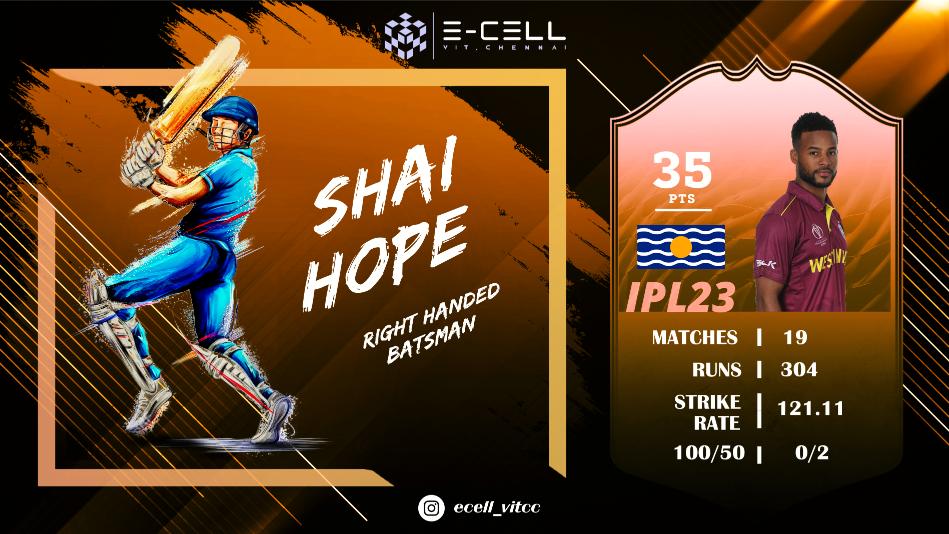 E-CELL
VIT, CHENNAI
SHAI
HOPE
RIGHT HANDED
BATSMAN
35
PTS
IPL23
MATCHES | 19
RUNS | 304
STRIKE
RATE | 121.11
100/50 | 0/2
ecell_vitcc